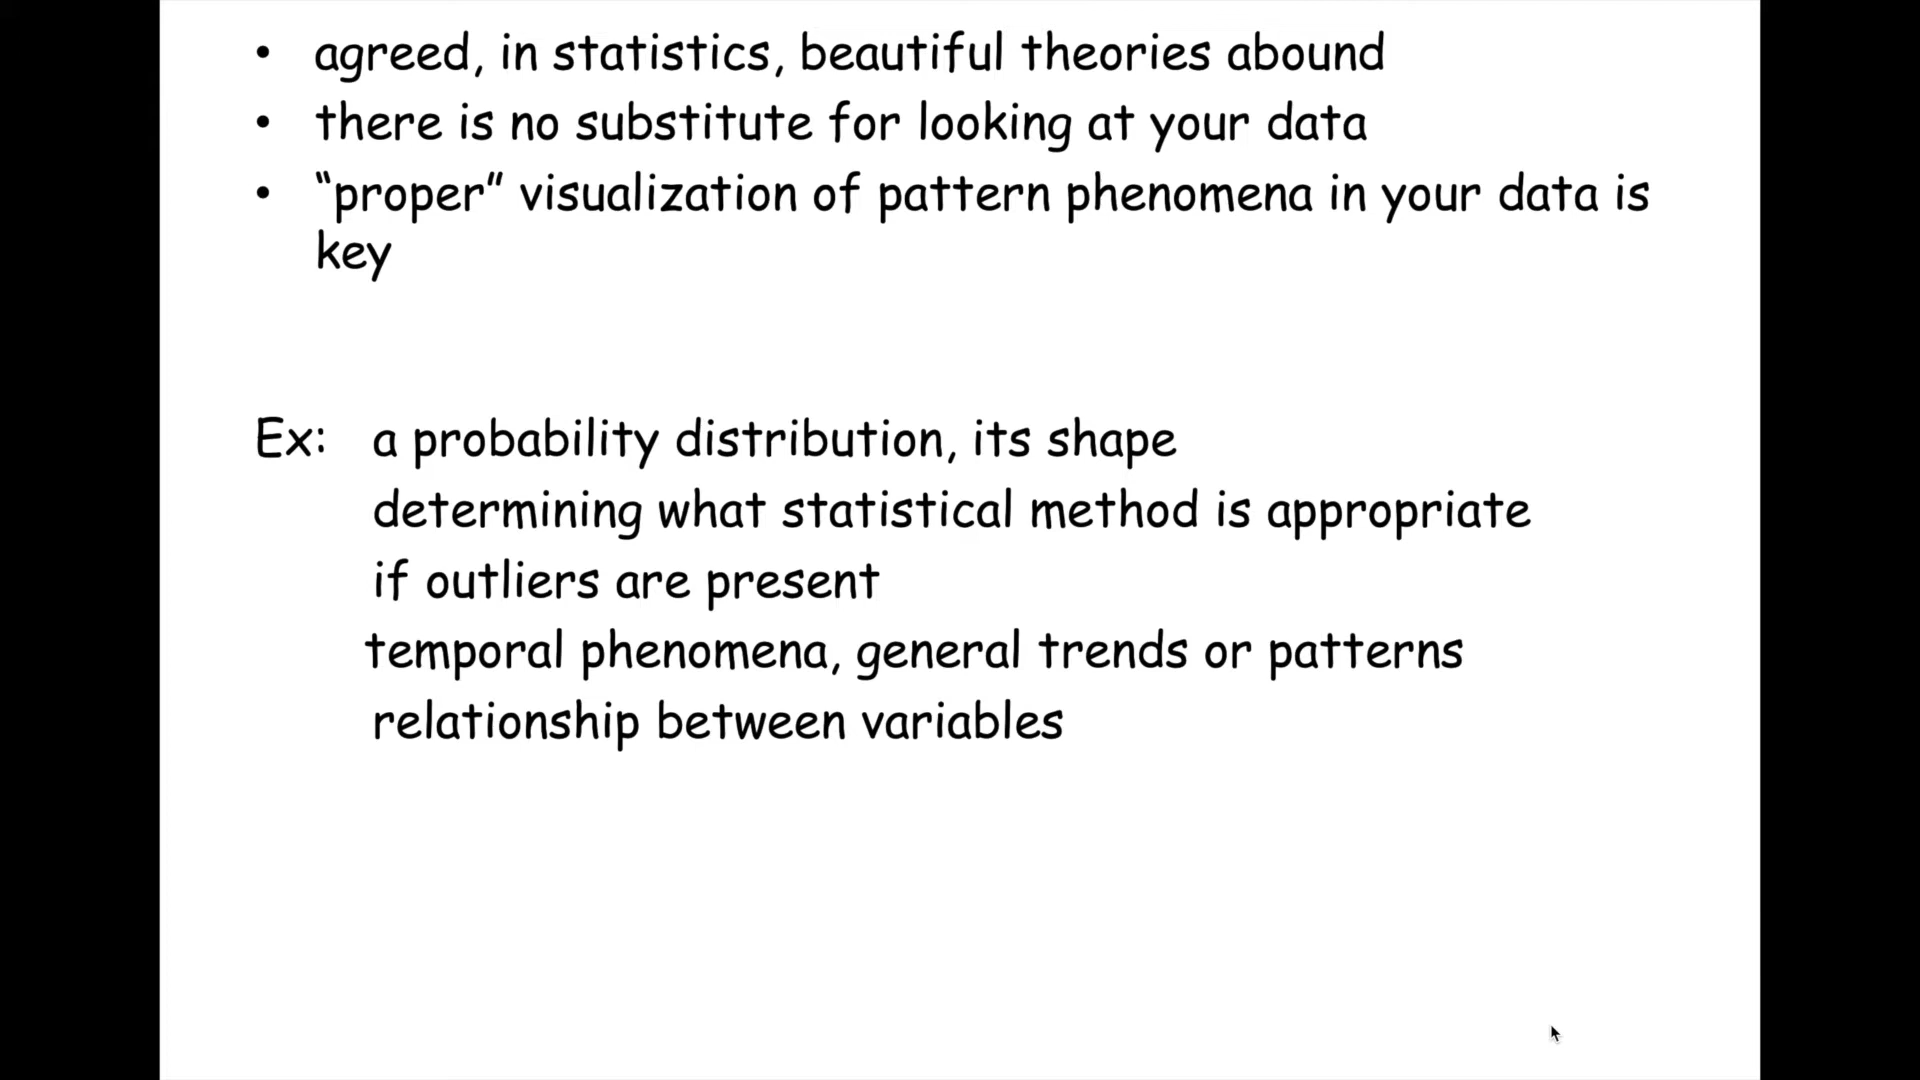 • agreed, in statistics, beautiful theories abound
• there is no substitute for looking at your data
• “proper” visualization of pattern phenomena in your data is
key
Ex: a probability distribution, its shape
determining what statistical method is appropriate
if outliers are present
temporal phenomena, general trends or patterns
relationship between variables